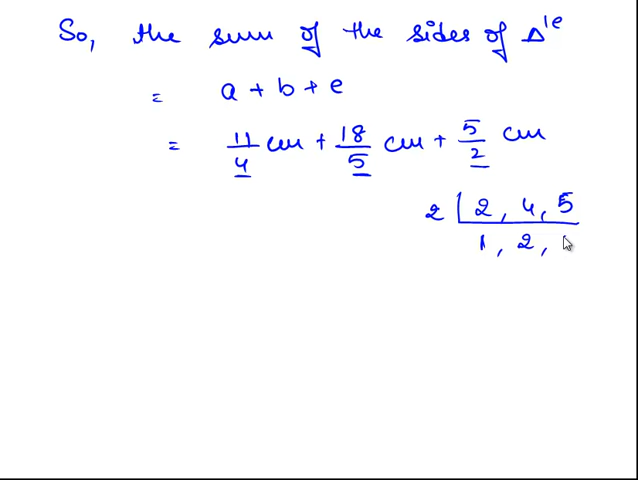 So, the sum of the sides of Δ'e
= a + b + e
= 11/4 cm + 18/5 cm + 5/2 cm
2 | 2, 4, 5
1, 2,